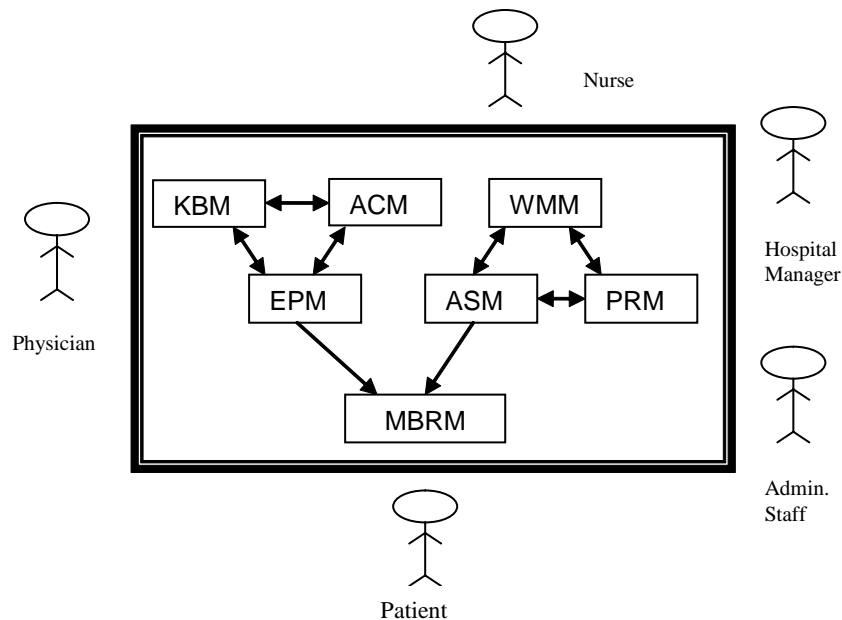 Nurse
KBM
ACM
WMM
Hospital
Manager
EPM
ASM
PRM
Physician
MBRM
Admin.
Staff
Patient